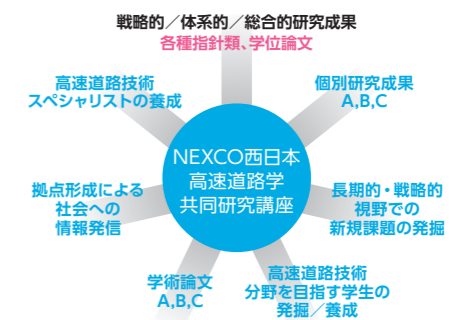 戦略的／体系的／総合的研究成果
各種指針類、学位論文
高速道路技術
スペシャリストの養成
個別研究成果
A,B,C
NEXCO西日本
高速道路学
共同研究講座
拠点形成による
社会への
情報発信
長期的・戦略的
視野での
新規課題の発掘
学術論文
A,B,C
高速道路技術
分野を目指す学生の
発掘／養成